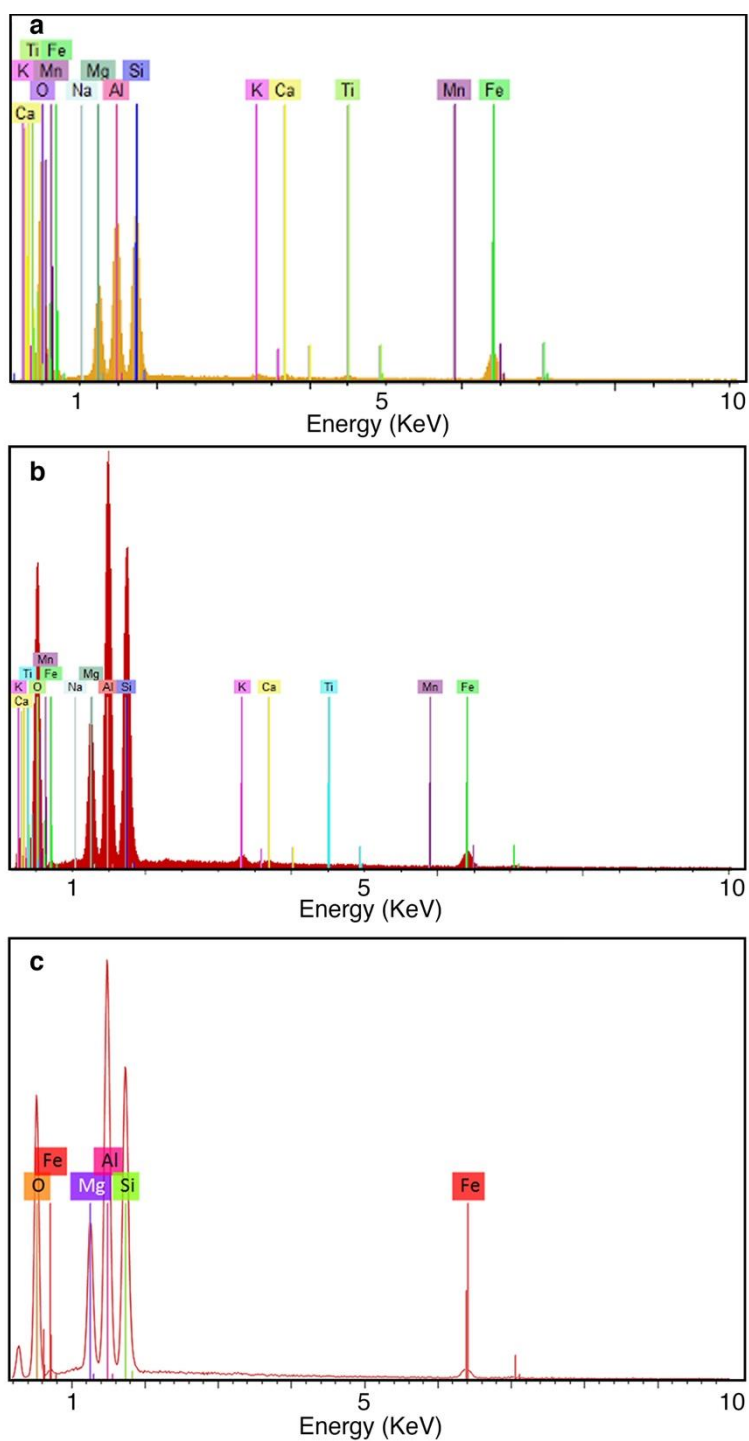 a
Ti Fe
K Mn Mg Si
O Na Al K Ca Ti Mn Fe
Ca
1 5 10
Energy (KeV)
b
Mn
Ti Fe Mg
K O Na Al Si K Ca Ti Mn Fe
Ca
1 5 10
Energy (KeV)
c
Fe Al
O Mg Si Fe
1 5 10
Energy (KeV)